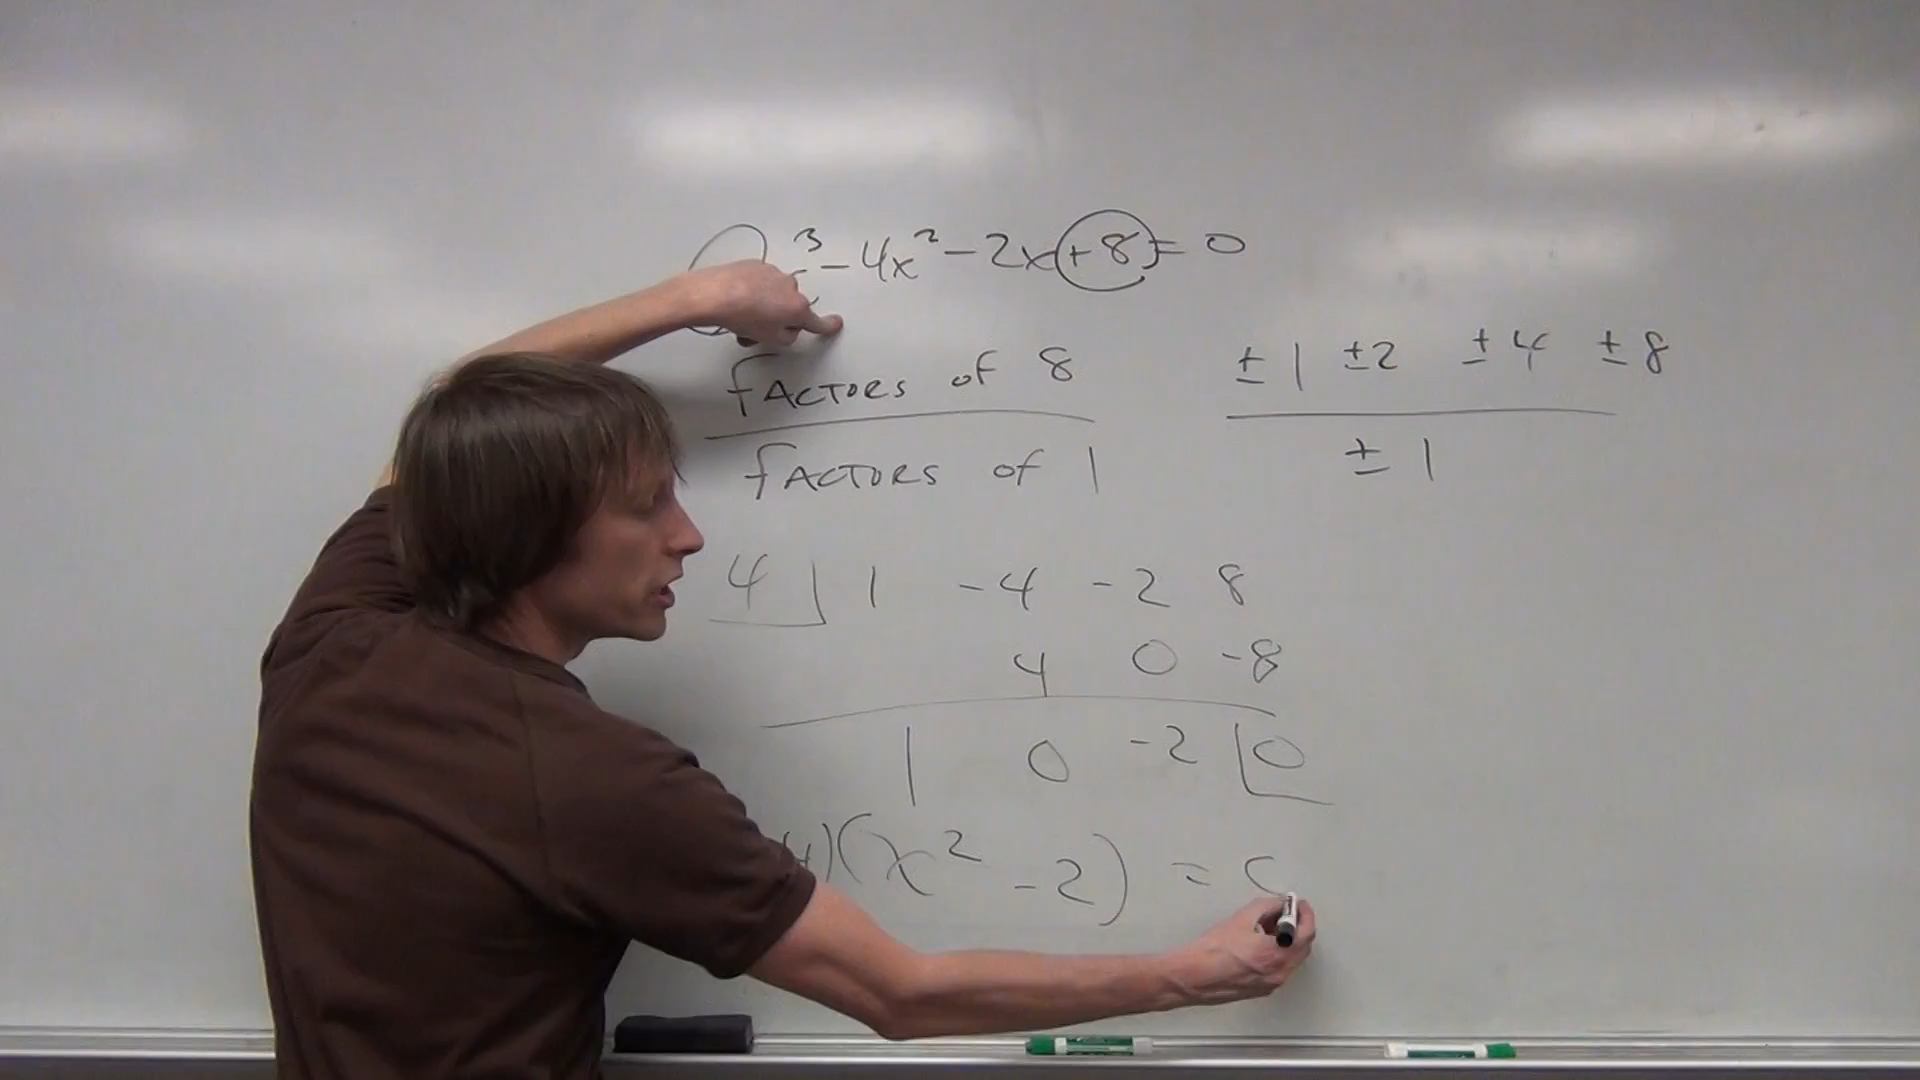 ³ - 4x² - 2x + 8 = 0
FACTORS OF 8
± 1 ±2 ± 4 ± 8
FACTORS OF 1
± 1
4 1 -4 -2 8
4 0 -8
1 0 -2 0
4)(x² - 2) =